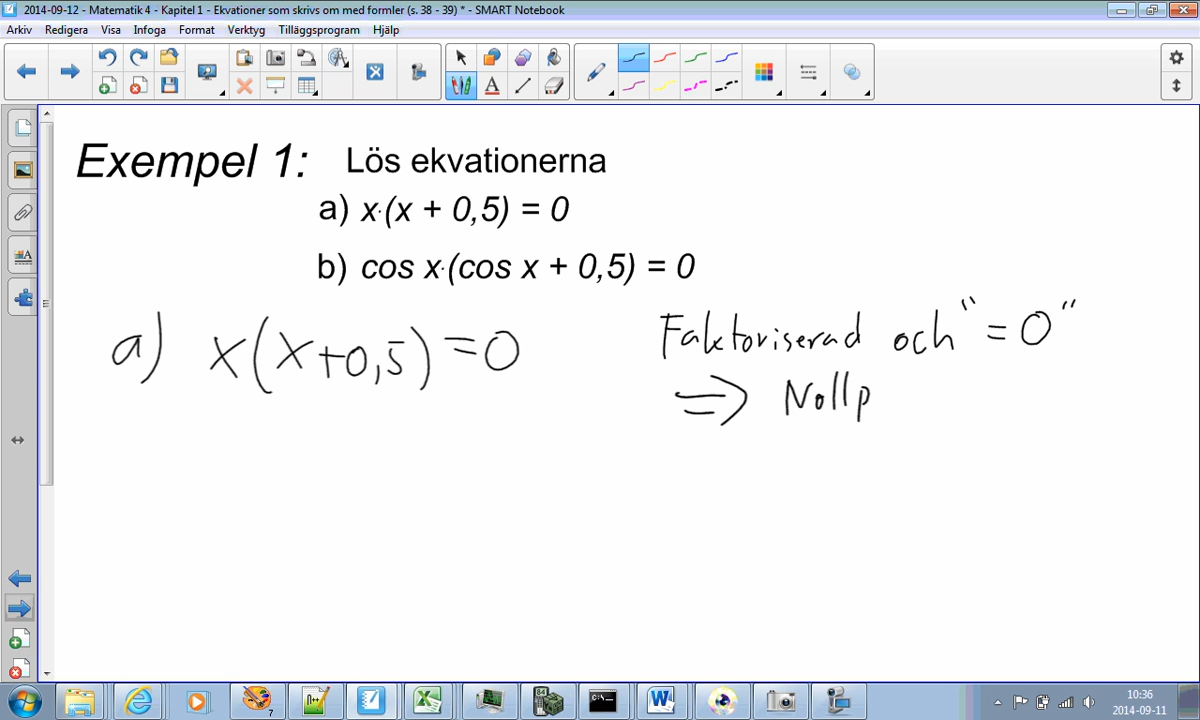 2014-09-12 - Matematik 4 - Kapitel 1 - Ekvationer som skrivs om med formler (s. 38 - 39) * - SMART Notebook
Arkiv Redigera Visa Infoga Format Verktyg Tilläggsprogram Hjälp
Exempel 1: Lös ekvationerna
a) x·(x + 0,5) = 0
b) cos x·(cos x + 0,5) = 0
a) x(x+0,5)=0
Faktoriserad och "=0"
⇒ Nollp
10:36
2014-09-11